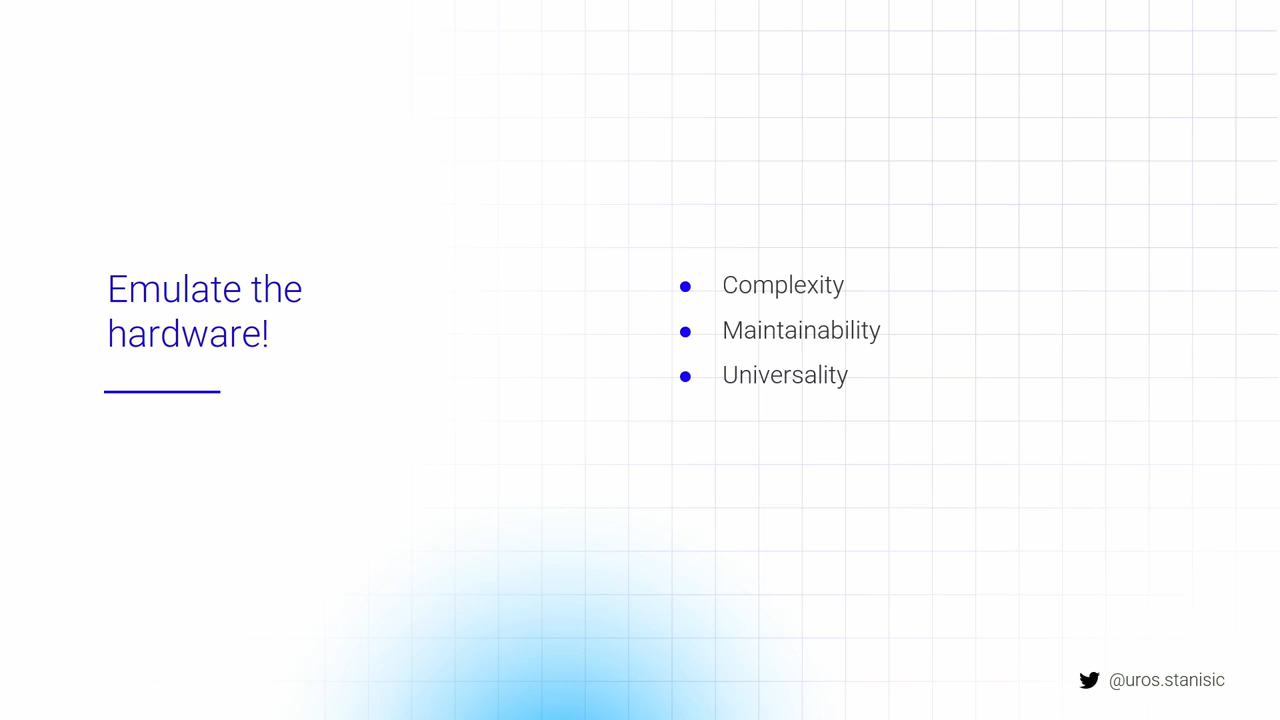 Emulate the
hardware!
Complexity
Maintainability
Universality
@uros.stanisic